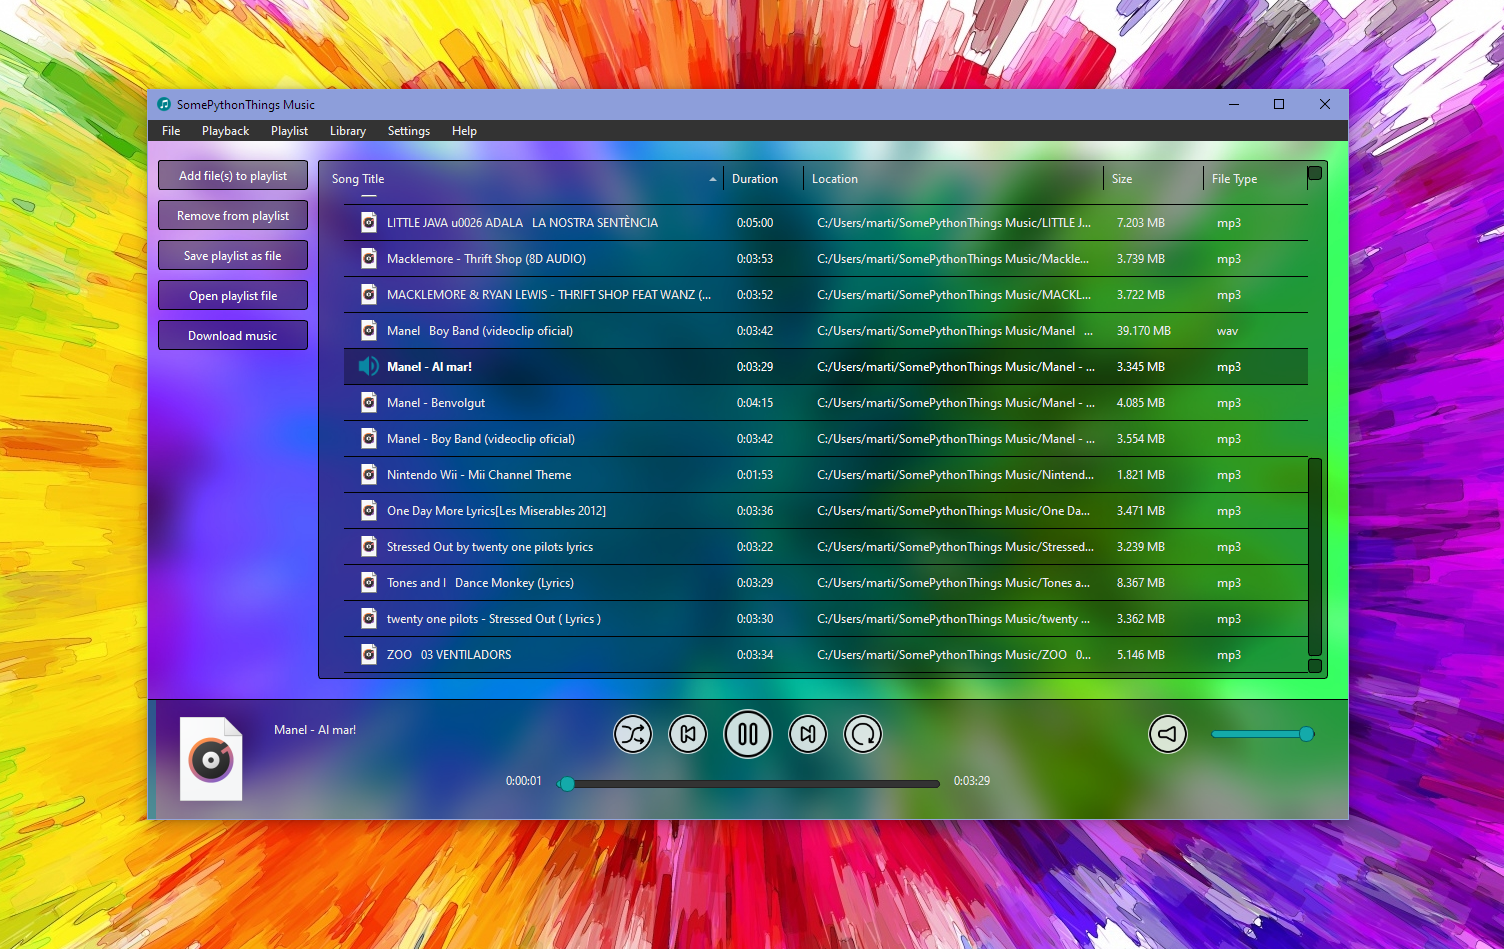 SomePythonThings Music
File Playback Playlist Library Settings Help
Add file(s) to playlist
Remove from playlist
Save playlist as file
Open playlist file
Download music
Song Title Duration Location Size File Type
LITTLE JAVA u0026 ADALA   LA NOSTRA SENTÈNCIA 0:05:00 C:/Users/marti/SomePythonThings Music/LITTLE J... 7.203 MB mp3
Macklemore - Thrift Shop (8D AUDIO) 0:03:53 C:/Users/marti/SomePythonThings Music/Mackle... 3.739 MB mp3
MACKLEMORE & RYAN LEWIS - THRIFT SHOP FEAT WANZ (... 0:03:52 C:/Users/marti/SomePythonThings Music/MACKL... 3.722 MB mp3
Manel   Boy Band (videoclip oficial) 0:03:42 C:/Users/marti/SomePythonThings Music/Manel   ... 39.170 MB wav
Manel - Al mar! 0:03:29 C:/Users/marti/SomePythonThings Music/Manel - ... 3.345 MB mp3
Manel - Benvolgut 0:04:15 C:/Users/marti/SomePythonThings Music/Manel - ... 4.085 MB mp3
Manel - Boy Band (videoclip oficial) 0:03:42 C:/Users/marti/SomePythonThings Music/Manel - ... 3.554 MB mp3
Nintendo Wii - Mii Channel Theme 0:01:53 C:/Users/marti/SomePythonThings Music/Nintend... 1.821 MB mp3
One Day More Lyrics[Les Miserables 2012] 0:03:36 C:/Users/marti/SomePythonThings Music/One Da... 3.471 MB mp3
Stressed Out by twenty one pilots lyrics 0:03:22 C:/Users/marti/SomePythonThings Music/Stressed... 3.239 MB mp3
Tones and I   Dance Monkey (Lyrics) 0:03:29 C:/Users/marti/SomePythonThings Music/Tones a... 8.367 MB mp3
twenty one pilots - Stressed Out ( Lyrics ) 0:03:30 C:/Users/marti/SomePythonThings Music/twenty ... 3.362 MB mp3
ZOO   03 VENTILADORS 0:03:34 C:/Users/marti/SomePythonThings Music/ZOO   0... 5.146 MB mp3
Manel - Al mar!
0:00:01 0:03:29